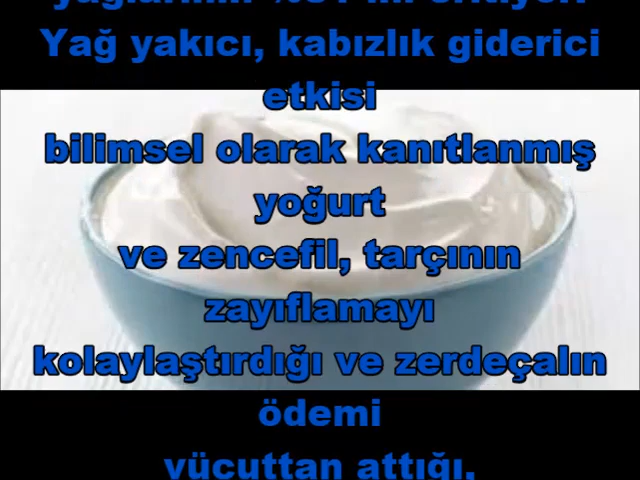 Yağ yakıcı, kabızlık giderici
etkisi
bilimsel olarak kanıtlanmış
yoğurt
ve zencefil, tarçının
zayıflamayı
kolaylaştırdığı ve zerdeçalın
ödemi
vücuttan attığı.